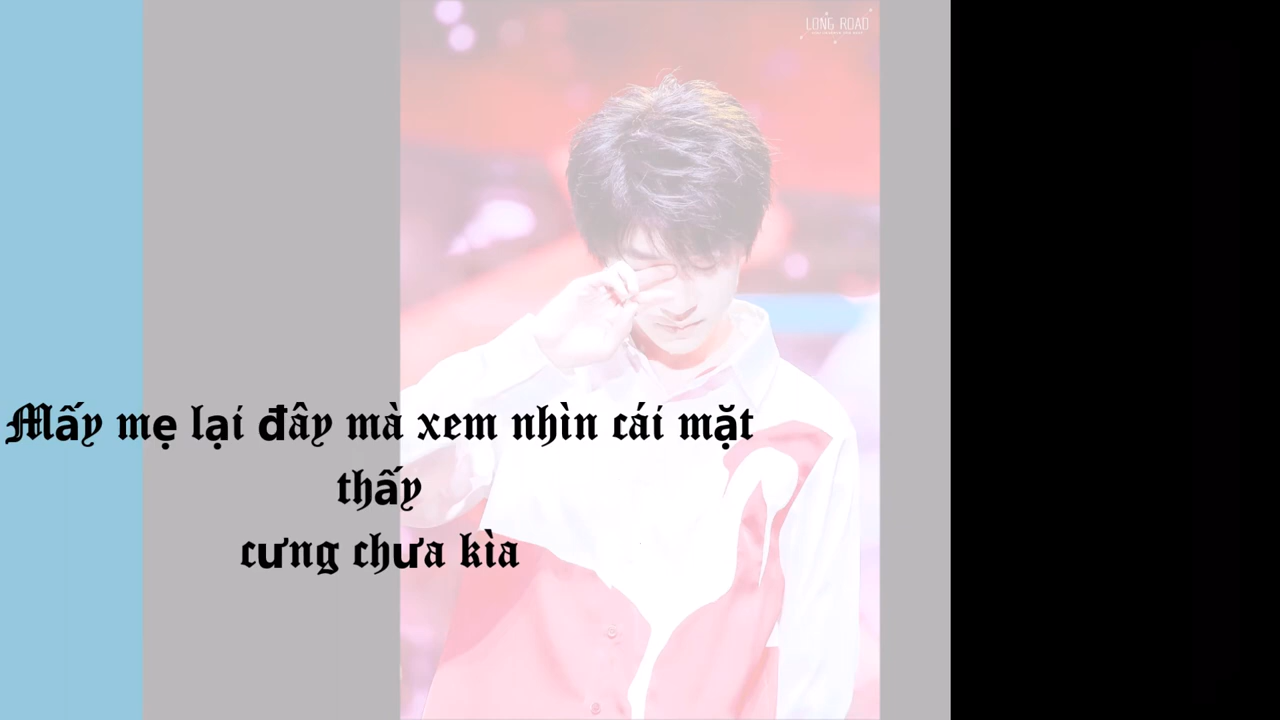 LONG ROAD
Mấy mẹ lại đây mà xem nhìn cái mặt
thấy
cưng chưa kìa